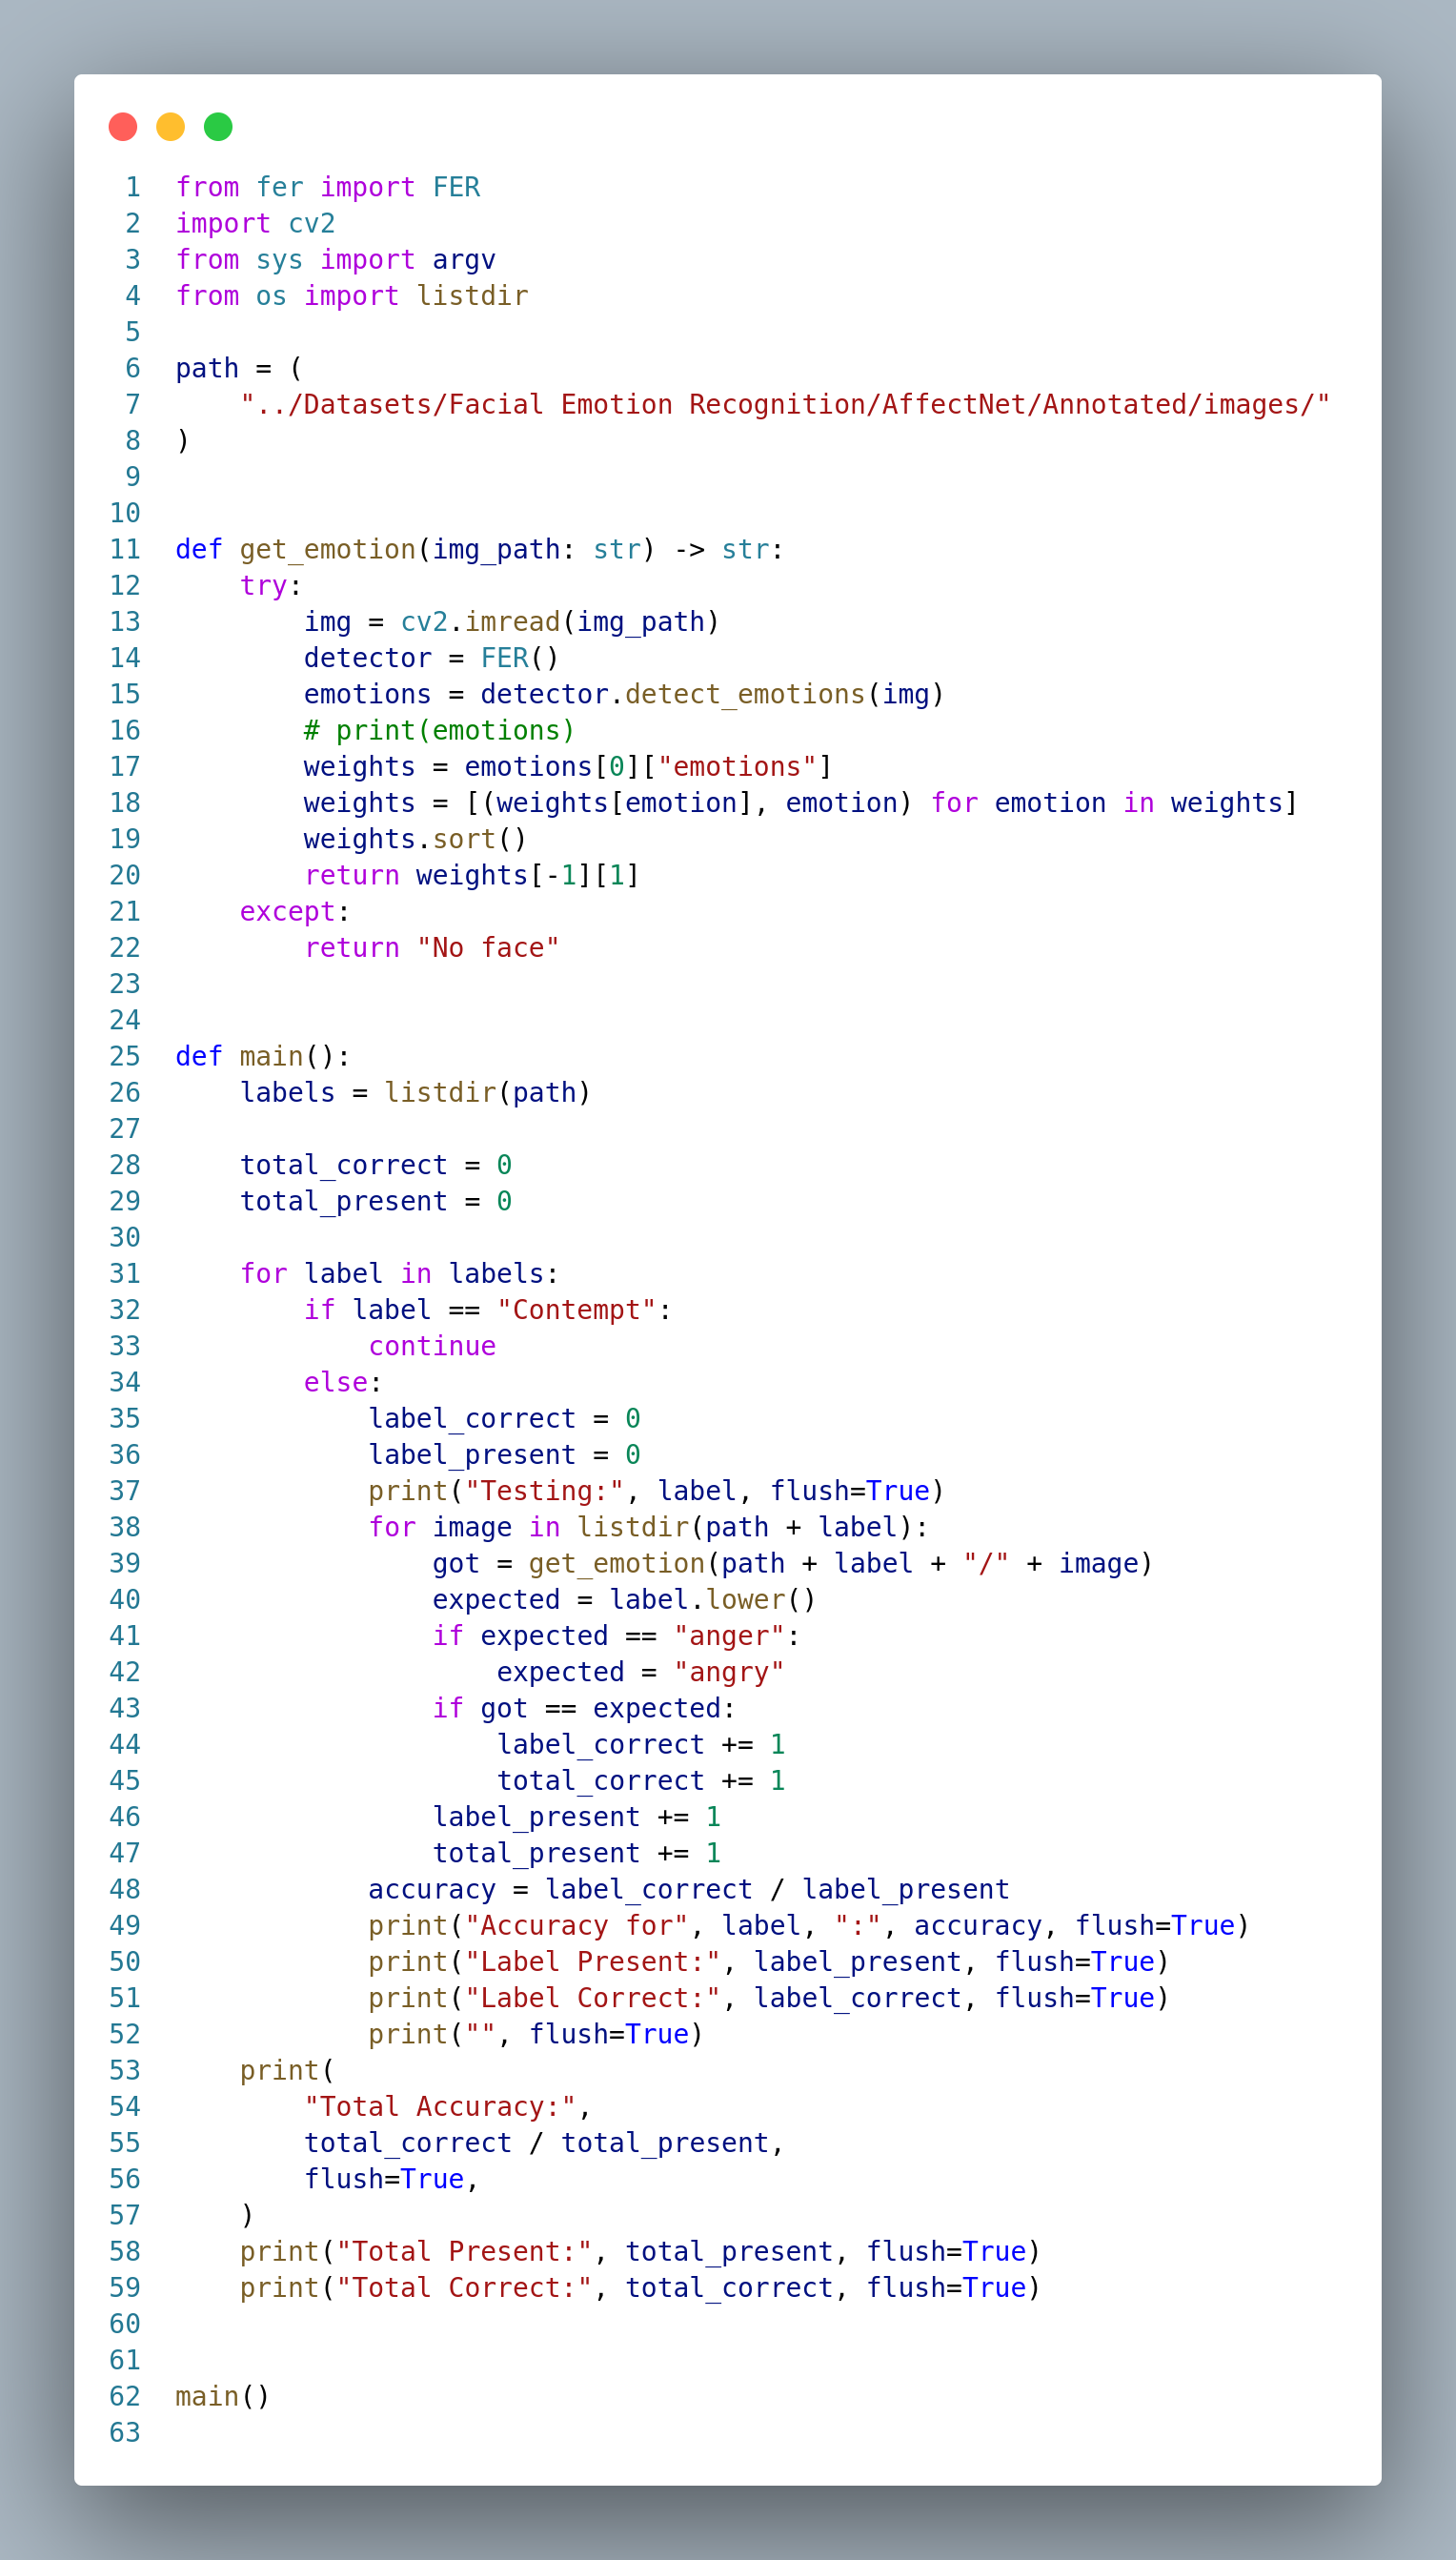 1 from fer import FER
2 import cv2
3 from sys import argv
4 from os import listdir
5
6 path = (
7     "../Datasets/Facial Emotion Recognition/AffectNet/Annotated/images/"
8 )
9
10
11 def get_emotion(img_path: str) -> str:
12     try:
13         img = cv2.imread(img_path)
14         detector = FER()
15         emotions = detector.detect_emotions(img)
16         # print(emotions)
17         weights = emotions[0]["emotions"]
18         weights = [(weights[emotion], emotion) for emotion in weights]
19         weights.sort()
20         return weights[-1][1]
21     except:
22         return "No face"
23
24
25 def main():
26     labels = listdir(path)
27
28     total_correct = 0
29     total_present = 0
30
31     for label in labels:
32         if label == "Contempt":
33             continue
34         else:
35             label_correct = 0
36             label_present = 0
37             print("Testing:", label, flush=True)
38             for image in listdir(path + label):
39                 got = get_emotion(path + label + "/" + image)
40                 expected = label.lower()
41                 if expected == "anger":
42                     expected = "angry"
43                 if got == expected:
44                     label_correct += 1
45                     total_correct += 1
46                 label_present += 1
47                 total_present += 1
48             accuracy = label_correct / label_present
49             print("Accuracy for", label, ":", accuracy, flush=True)
50             print("Label Present:", label_present, flush=True)
51             print("Label Correct:", label_correct, flush=True)
52             print("", flush=True)
53     print(
54         "Total Accuracy:",
55         total_correct / total_present,
56         flush=True,
57     )
58     print("Total Present:", total_present, flush=True)
59     print("Total Correct:", total_correct, flush=True)
60
61
62 main()
63